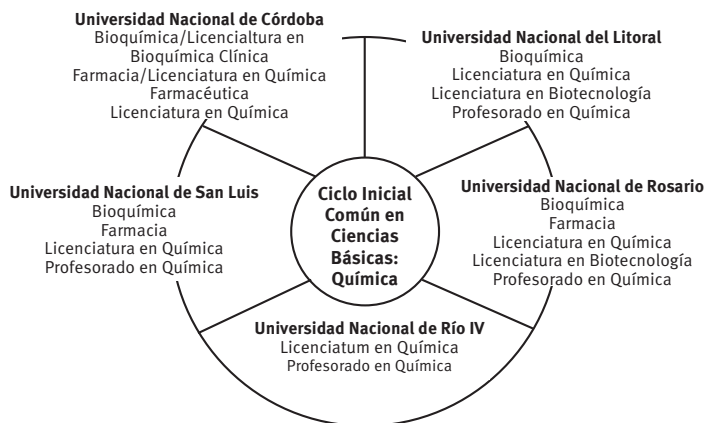 Universidad Nacional de Córdoba
Bioquímica/Licencialtura en
Bioquímica Clínica
Farmacia/Licenciatura en Química
Farmacéutica
Licenciatura en Química
Universidad Nacional del Litoral
Bioquímica
Licenciatura en Química
Licenciatura en Biotecnología
Profesorado en Química
Universidad Nacional de San Luis
Bioquímica
Farmacia
Licenciatura en Química
Profesorado en Química
Ciclo Inicial
Común en
Ciencias
Básicas:
Química
Universidad Nacional de Rosario
Bioquímica
Farmacia
Licenciatura en Química
Licenciatura en Biotecnología
Profesorado en Química
Universidad Nacional de Río IV
Licenciatum en Química
Profesorado en Química